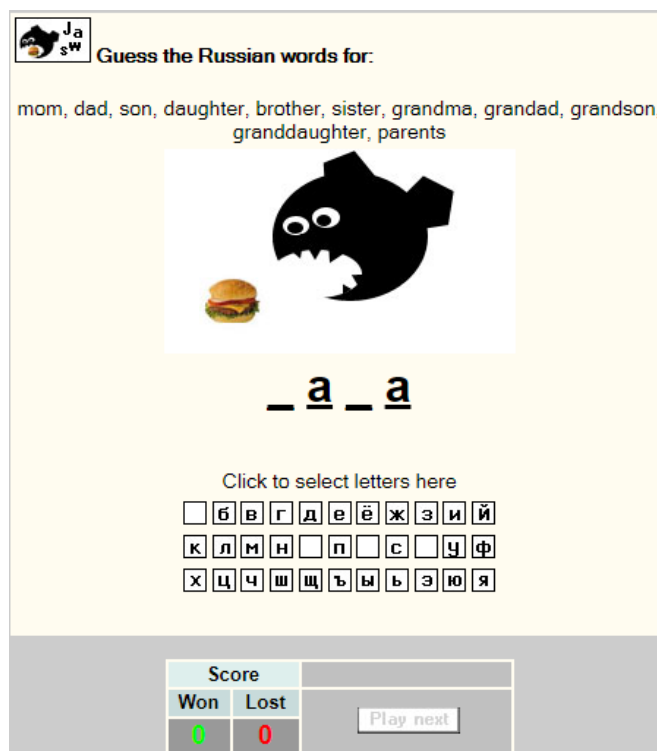 Ja
sw
Guess the Russian words for:
mom, dad, son, daughter, brother, sister, grandma, grandad, grandson
granddaughter, parents
_ а _ а
Click to select letters here
б в г д е ё ж з и й
к л м н п с у ф
х ц ч ш щ ъ ы ь э ю я
Score
Won Lost
0 0
Play next